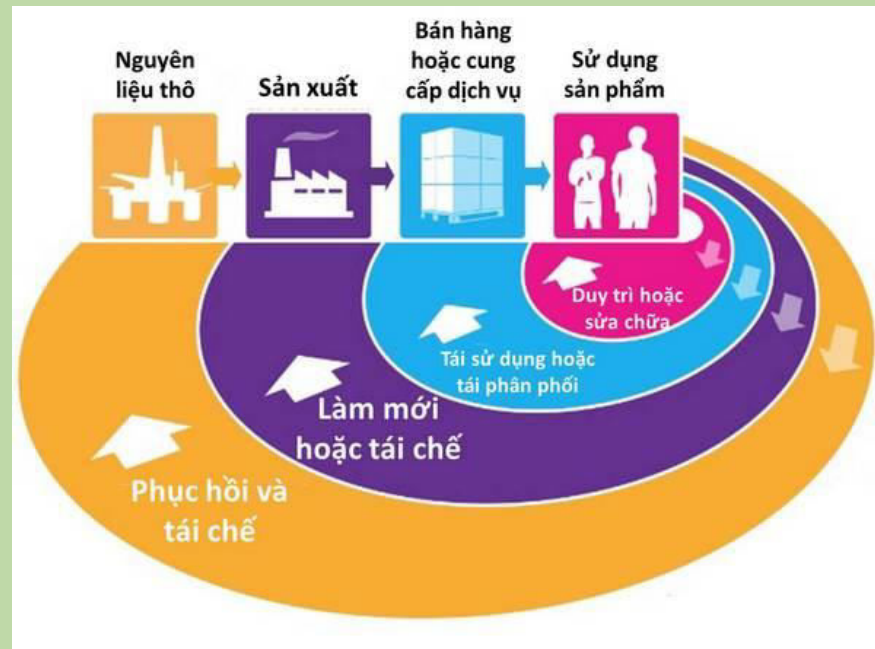 Nguyên
liệu thô
Sản xuất
Bán hàng
hoặc cung
cấp dịch vụ
Sử dụng
sản phẩm
Duy trì hoặc
sửa chữa
Tái sử dụng hoặc
tái phân phối
Làm mới
hoặc tái chế
Phục hồi và
tái chế